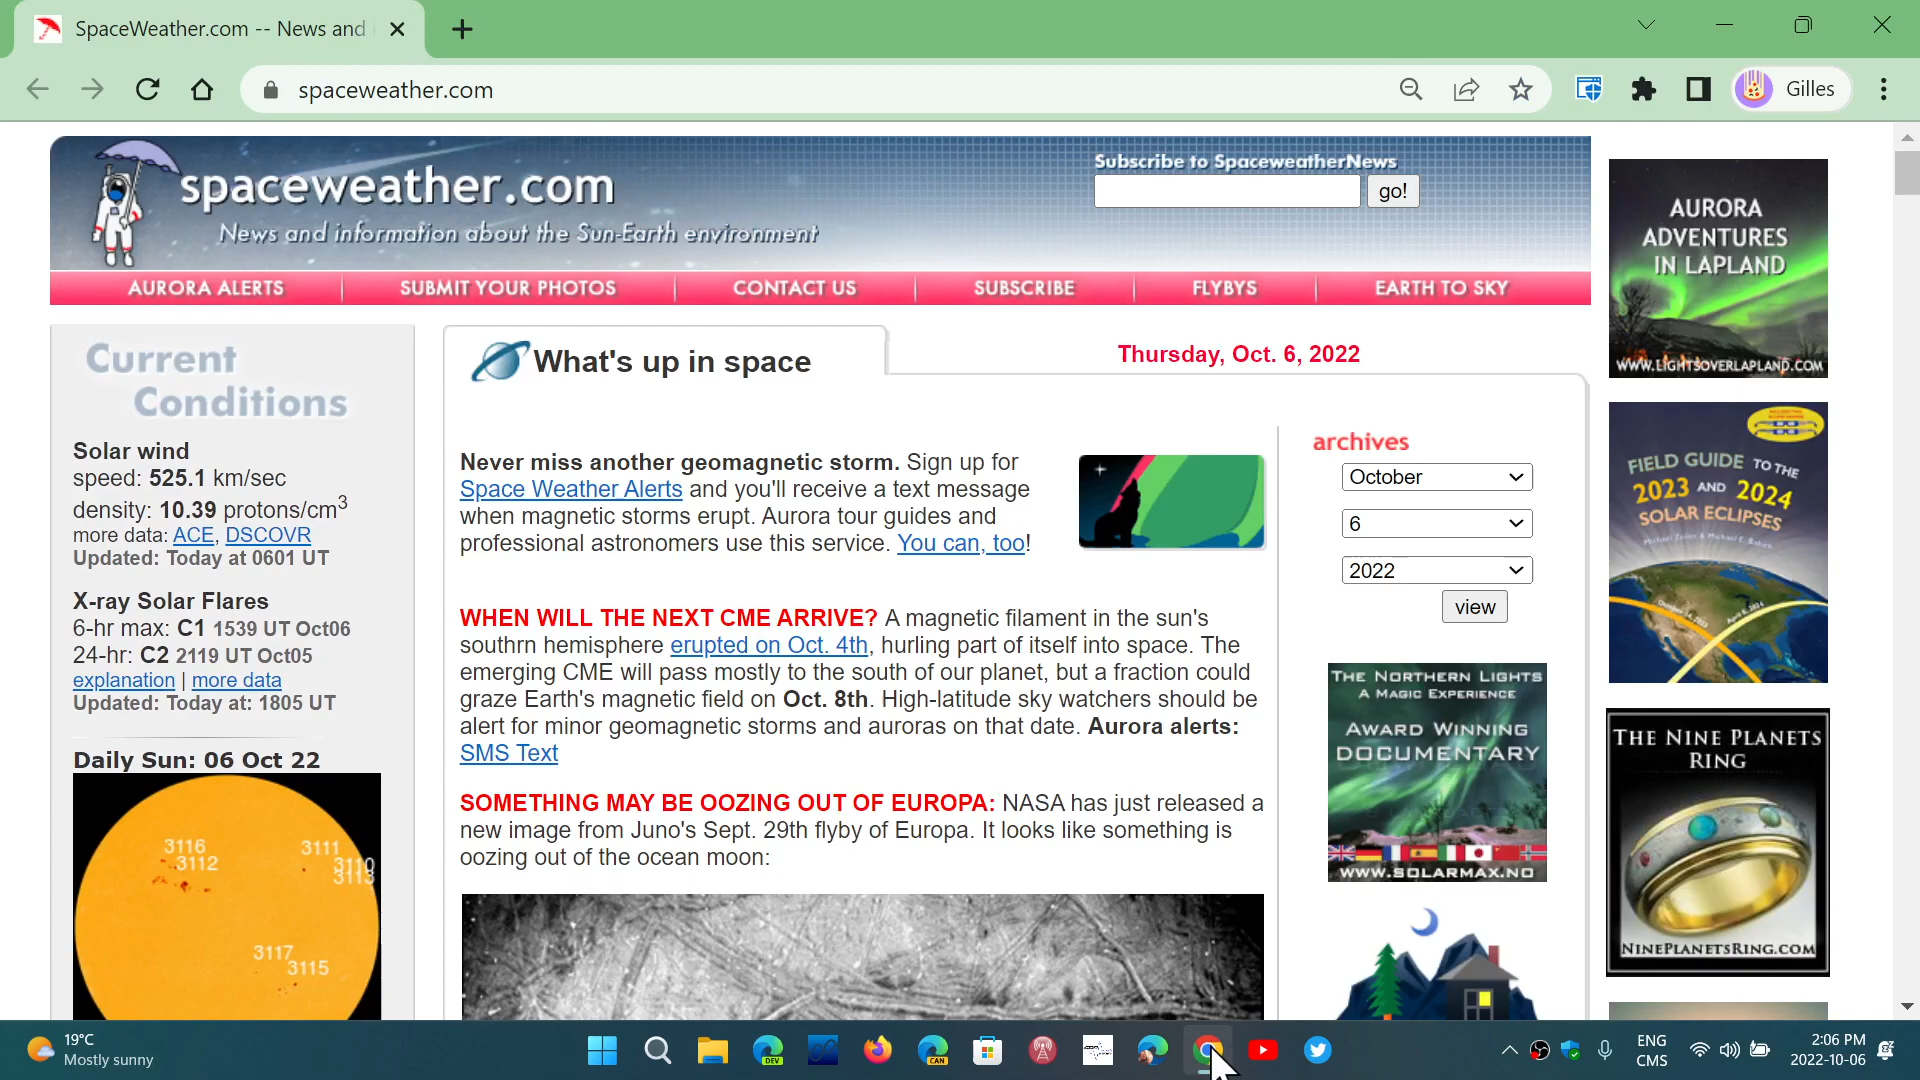 SpaceWeather.com -- News and
spaceweather.com
Gilles
spaceweather.com
News and information about the Sun-Earth environment
Subscribe to SpaceweatherNews
go!
AURORA ALERTS
SUBMIT YOUR PHOTOS
CONTACT US
SUBSCRIBE
FLYBYS
EARTH TO SKY
Current
Conditions
Solar wind
speed: 525.1 km/sec
density: 10.39 protons/cm3
more data: ACE, DSCOVR
Updated: Today at 0601 UT
X-ray Solar Flares
6-hr max: C1 1539 UT Oct06
24-hr: C2 2119 UT Oct05
explanation | more data
Updated: Today at: 1805 UT
Daily Sun: 06 Oct 22
3116
3112
3111
3110
3113
3117
3115
What's up in space
Thursday, Oct. 6, 2022
Never miss another geomagnetic storm. Sign up for
Space Weather Alerts and you'll receive a text message
when magnetic storms erupt. Aurora tour guides and
professional astronomers use this service. You can, too!
WHEN WILL THE NEXT CME ARRIVE? A magnetic filament in the sun's
southrn hemisphere erupted on Oct. 4th, hurling part of itself into space. The
emerging CME will pass mostly to the south of our planet, but a fraction could
graze Earth's magnetic field on Oct. 8th. High-latitude sky watchers should be
alert for minor geomagnetic storms and auroras on that date. Aurora alerts:
SMS Text
SOMETHING MAY BE OOZING OUT OF EUROPA: NASA has just released a
new image from Juno's Sept. 29th flyby of Europa. It looks like something is
oozing out of the ocean moon:
archives
October
6
2022
view
THE NORTHERN LIGHTS
A MAGIC EXPERIENCE
AWARD WINNING
DOCUMENTARY
WWW.SOLARMAX.NO
AURORA
ADVENTURES
IN LAPLAND
WWW.LIGHTSOVERLAPLAND.COM
FIELD GUIDE TO THE
2023 AND 2024
SOLAR ECLIPSES
THE NINE PLANETS
RING
NINEPLANETSRING.COM
19°C
Mostly sunny
DEV
CAN
ENG
CMS
2:06 PM
2022-10-06